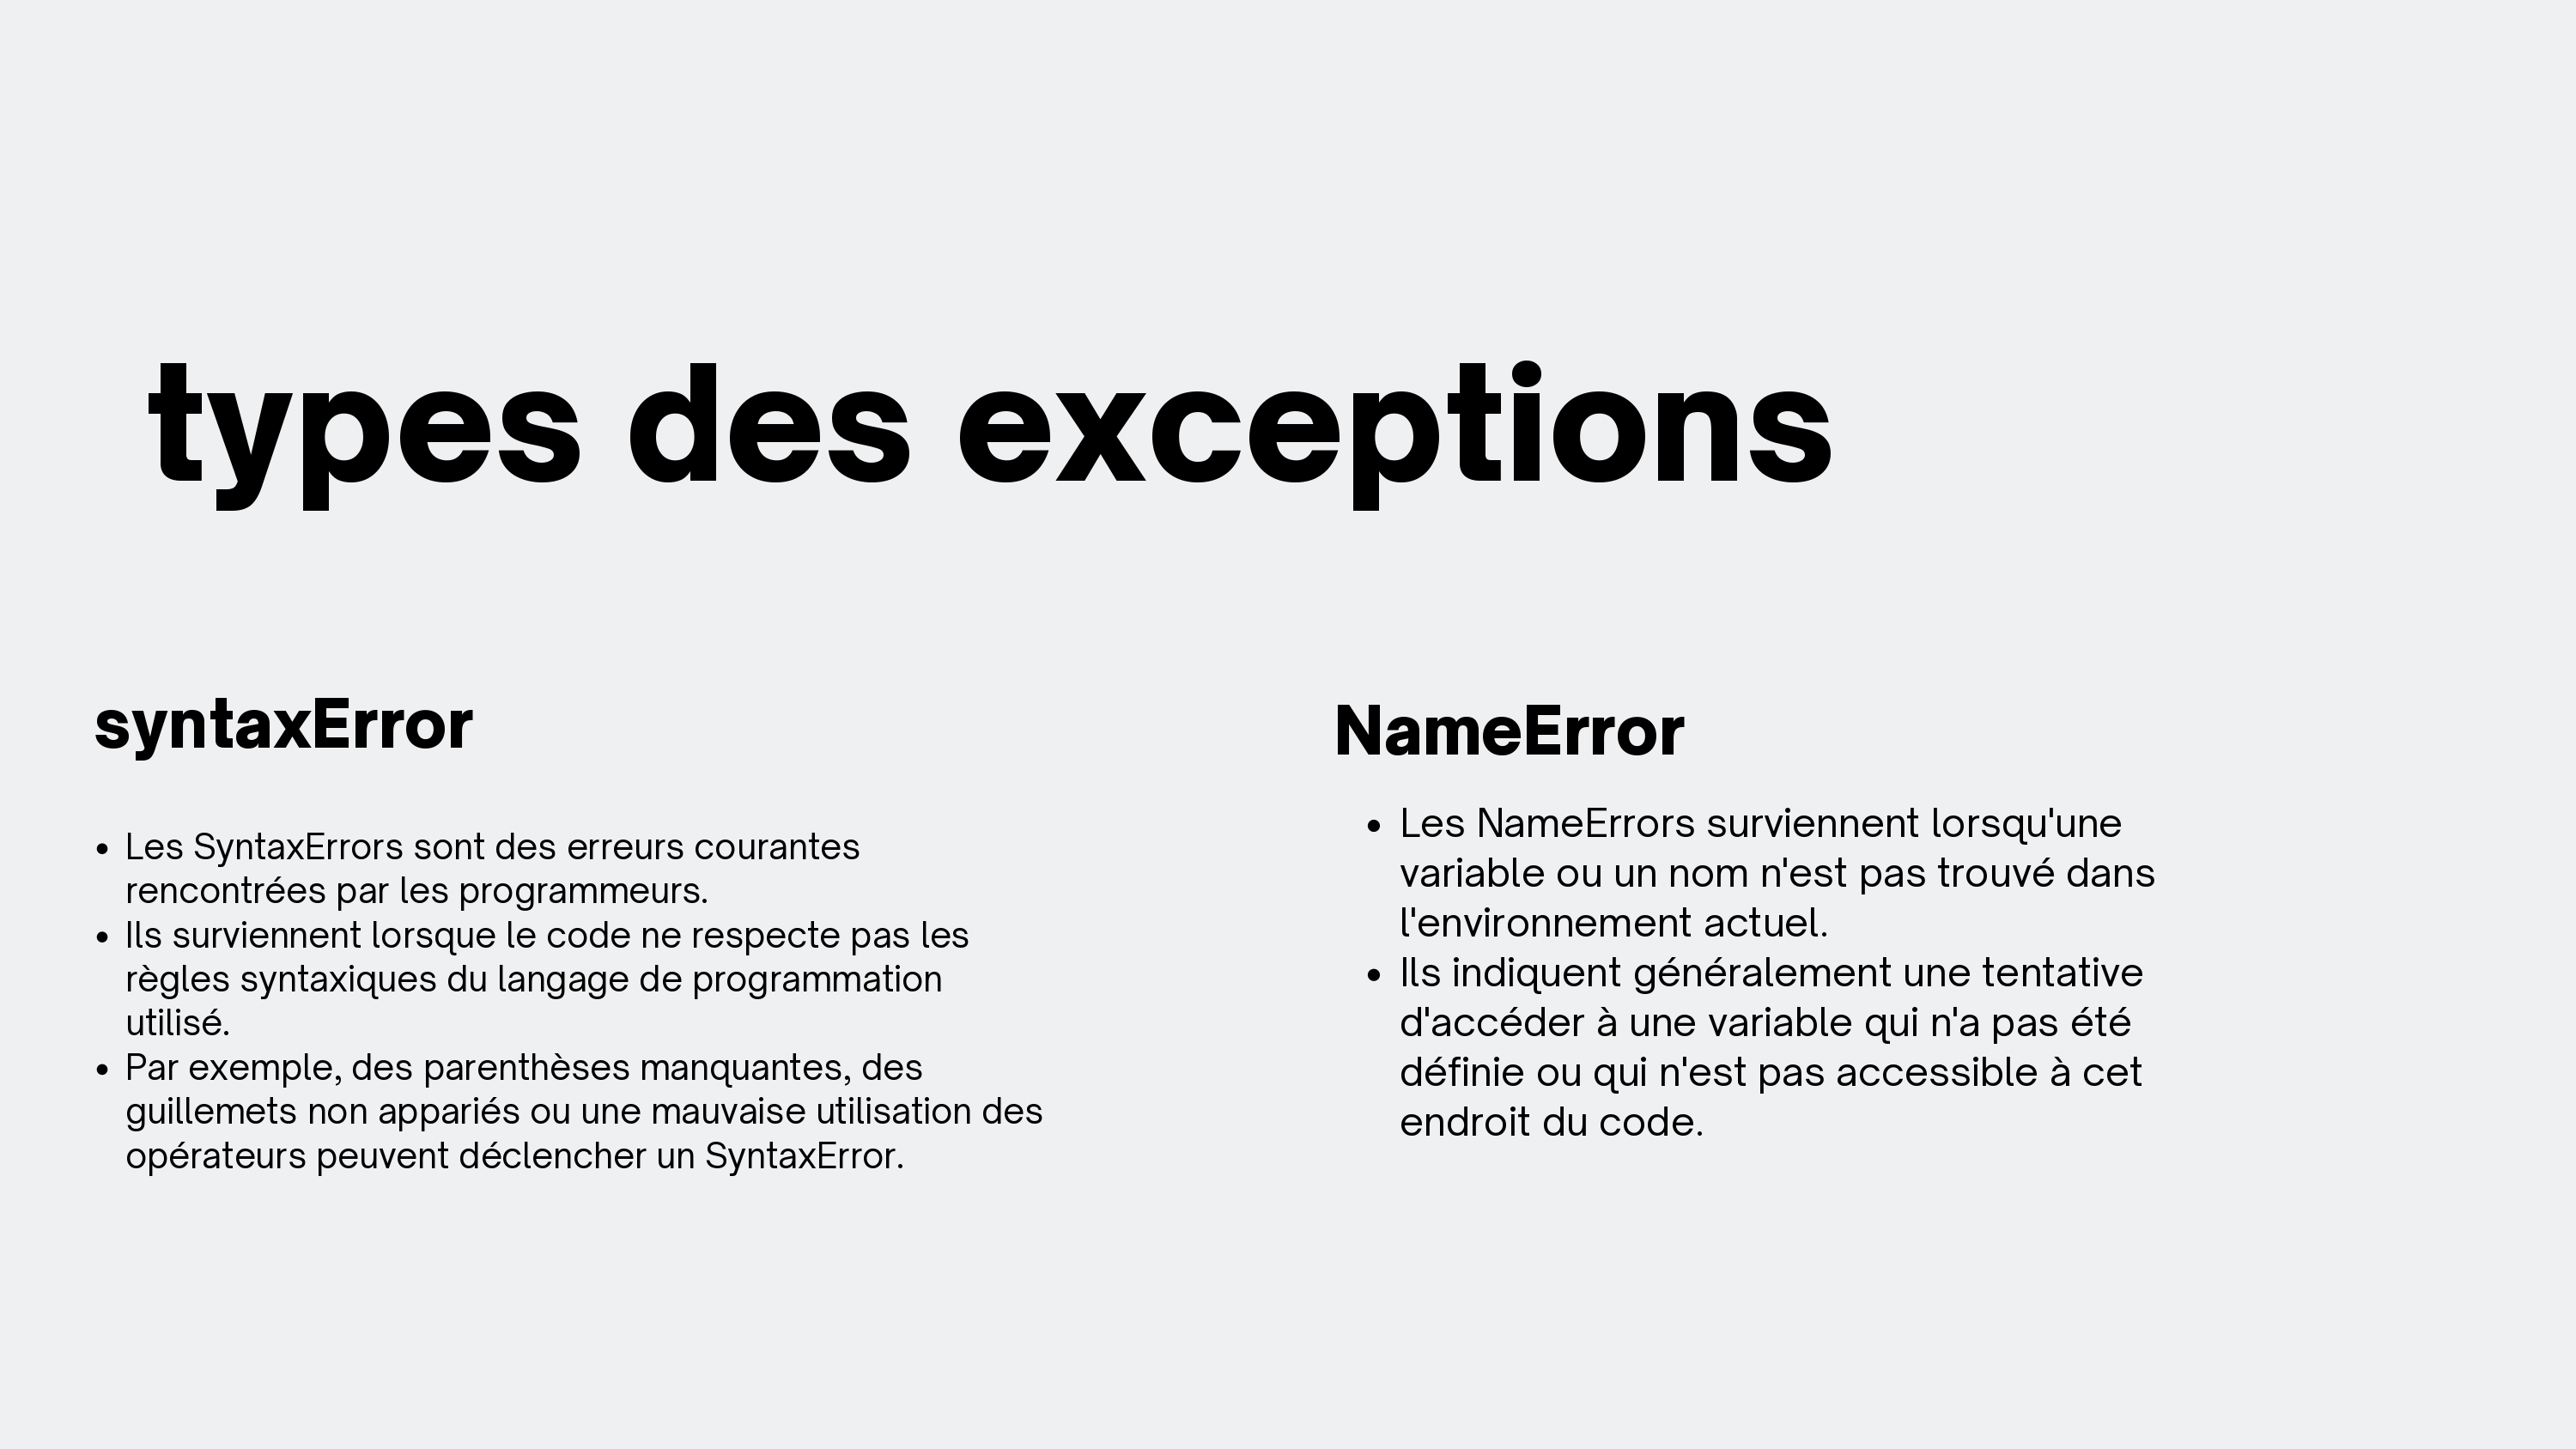 types des exceptions
syntaxError
Les SyntaxErrors sont des erreurs courantes
rencontrées par les programmeurs.
Ils surviennent lorsque le code ne respecte pas les
règles syntaxiques du langage de programmation
utilisé.
Par exemple, des parenthèses manquantes, des
guillemets non appariés ou une mauvaise utilisation des
opérateurs peuvent déclencher un SyntaxError.
NameError
Les NameErrors surviennent lorsqu'une
variable ou un nom n'est pas trouvé dans
l'environnement actuel.
Ils indiquent généralement une tentative
d'accéder à une variable qui n'a pas été
définie ou qui n'est pas accessible à cet
endroit du code.